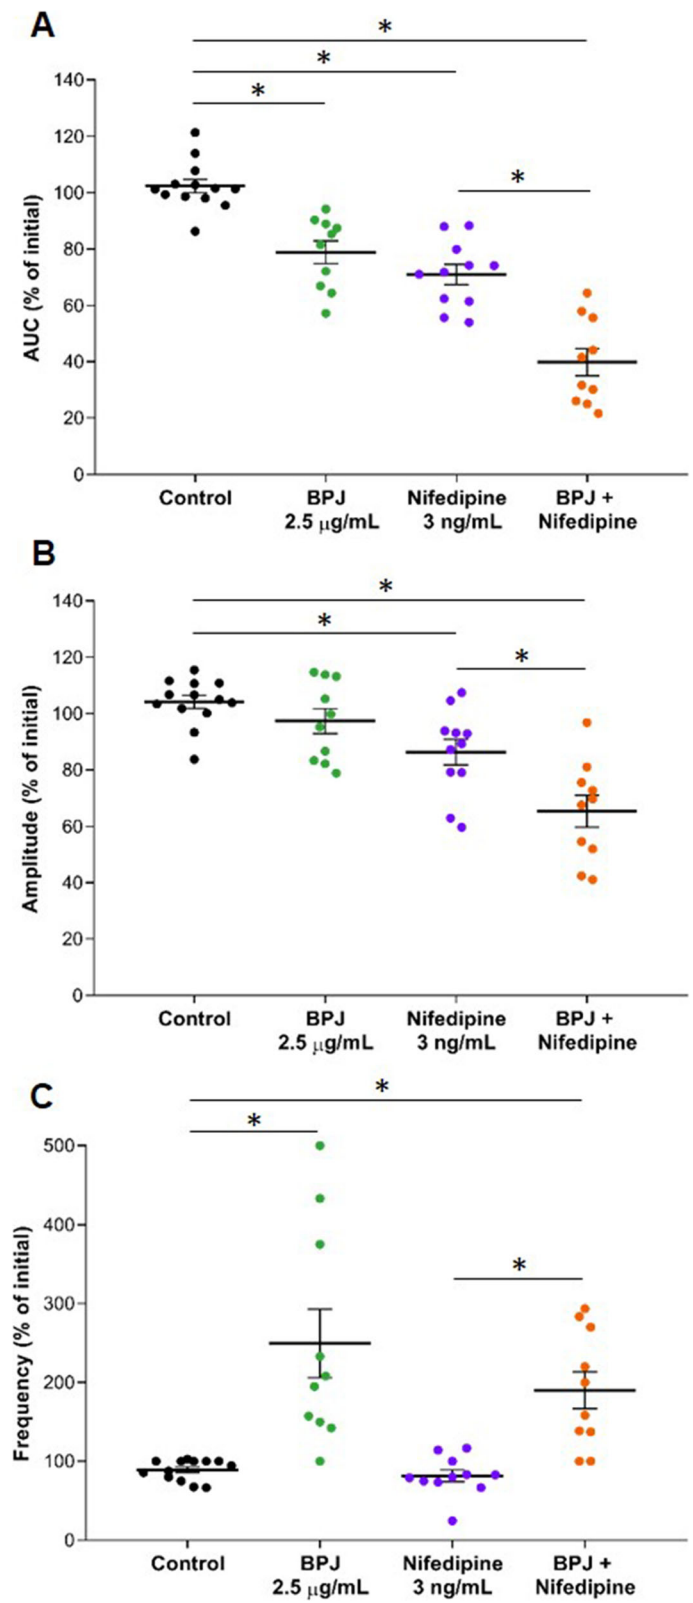 A
*
*
*
*
140
120
100
80
60
40
20
0
AUC (% of initial)
Control
BPJ
2.5 μg/mL
Nifedipine
3 ng/mL
BPJ +
Nifedipine
B
*
*
*
140
120
100
80
60
40
20
0
Amplitude (% of initial)
Control
BPJ
2.5 μg/mL
Nifedipine
3 ng/mL
BPJ +
Nifedipine
C
*
*
*
500
400
300
200
100
0
Frequency (% of initial)
Control
BPJ
2.5 μg/mL
Nifedipine
3 ng/mL
BPJ +
Nifedipine